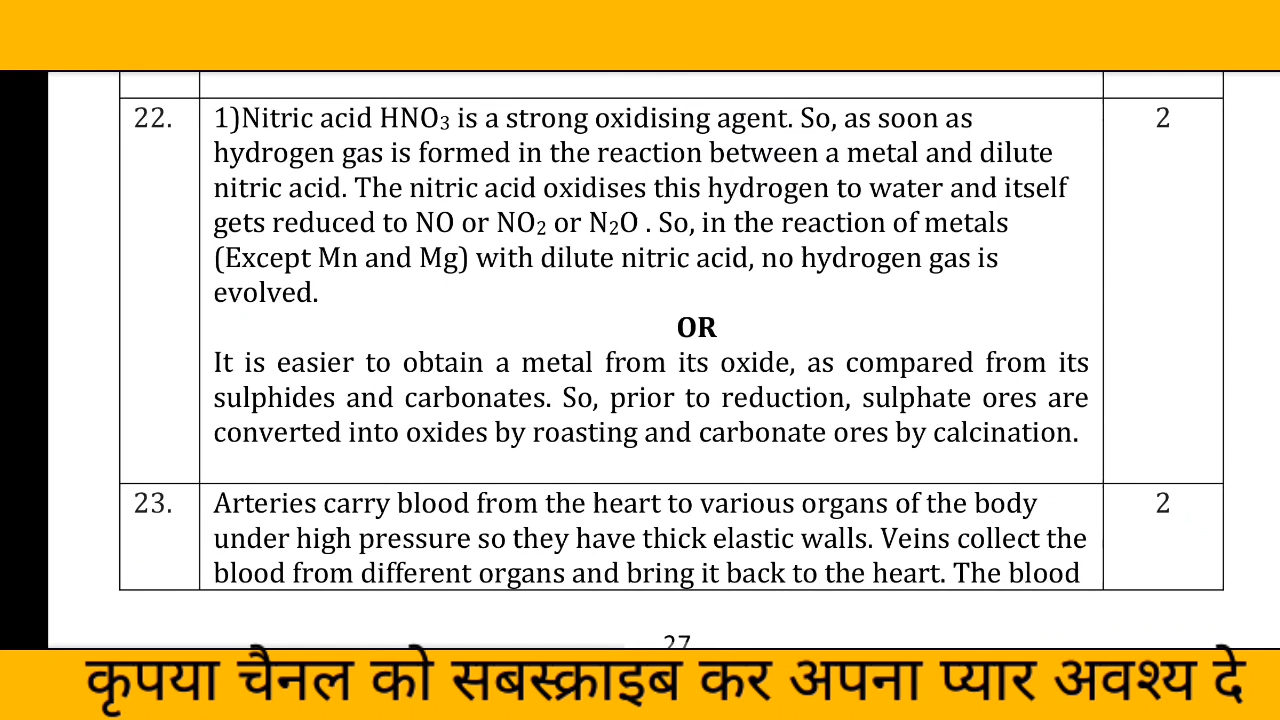 22.
1)Nitric acid HNO₃ is a strong oxidising agent. So, as soon as
2
hydrogen gas is formed in the reaction between a metal and dilute
nitric acid. The nitric acid oxidises this hydrogen to water and itself
gets reduced to NO or NO₂ or N₂O . So, in the reaction of metals
(Except Mn and Mg) with dilute nitric acid, no hydrogen gas is
evolved.
OR
It is easier to obtain a metal from its oxide, as compared from its
sulphides and carbonates. So, prior to reduction, sulphate ores are
converted into oxides by roasting and carbonate ores by calcination.
23.
Arteries carry blood from the heart to various organs of the body
2
under high pressure so they have thick elastic walls. Veins collect the
blood from different organs and bring it back to the heart. The blood
27
कृपया चैनल को सबस्क्राइब कर अपना प्यार अवश्य दे